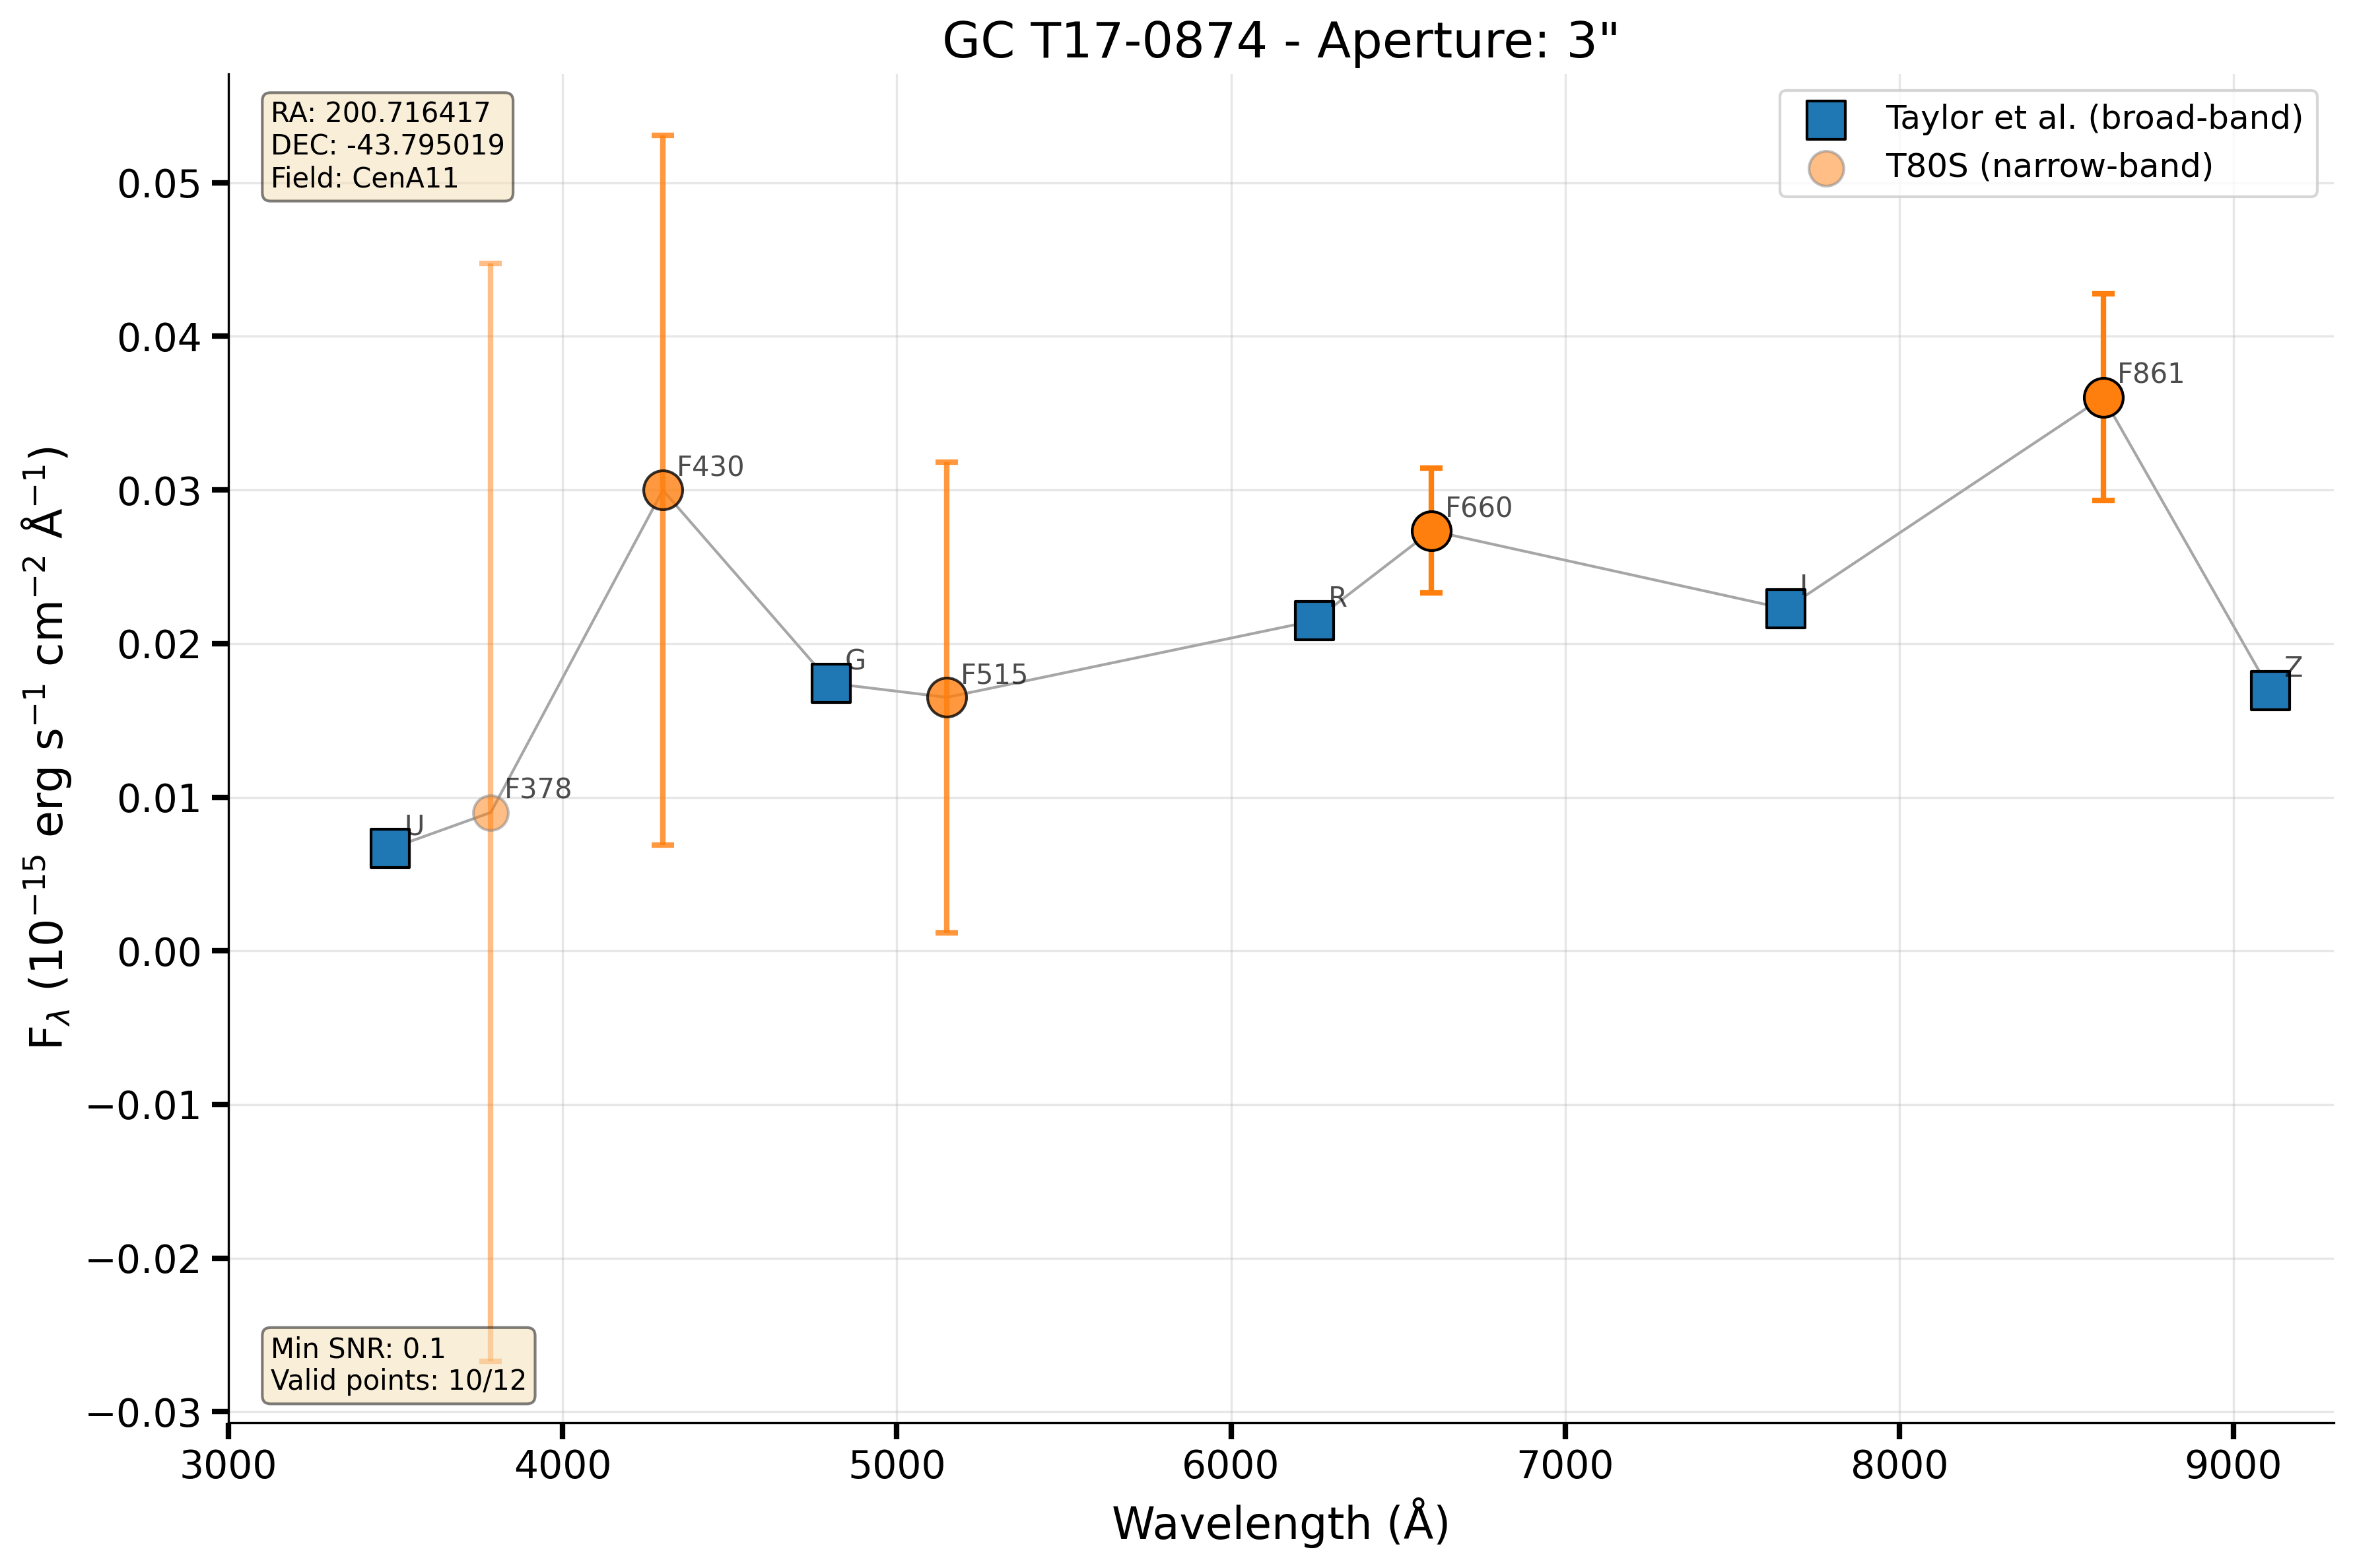 GC T17-0874 - Aperture: 3"
RA: 200.716417
DEC: -43.795019
Field: CenA11
Taylor et al. (broad-band)
T80S (narrow-band)
F$_{\lambda}$ (10$^{-15}$ erg s$^{-1}$ cm$^{-2}$ Å$^{-1}$)
0.05
0.04
0.03
0.02
0.01
0.00
−0.01
−0.02
−0.03
U
F378
F430
G
F515
R
F660
I
F861
Z
Min SNR: 0.1
Valid points: 10/12
3000 4000 5000 6000 7000 8000 9000
Wavelength (Å)